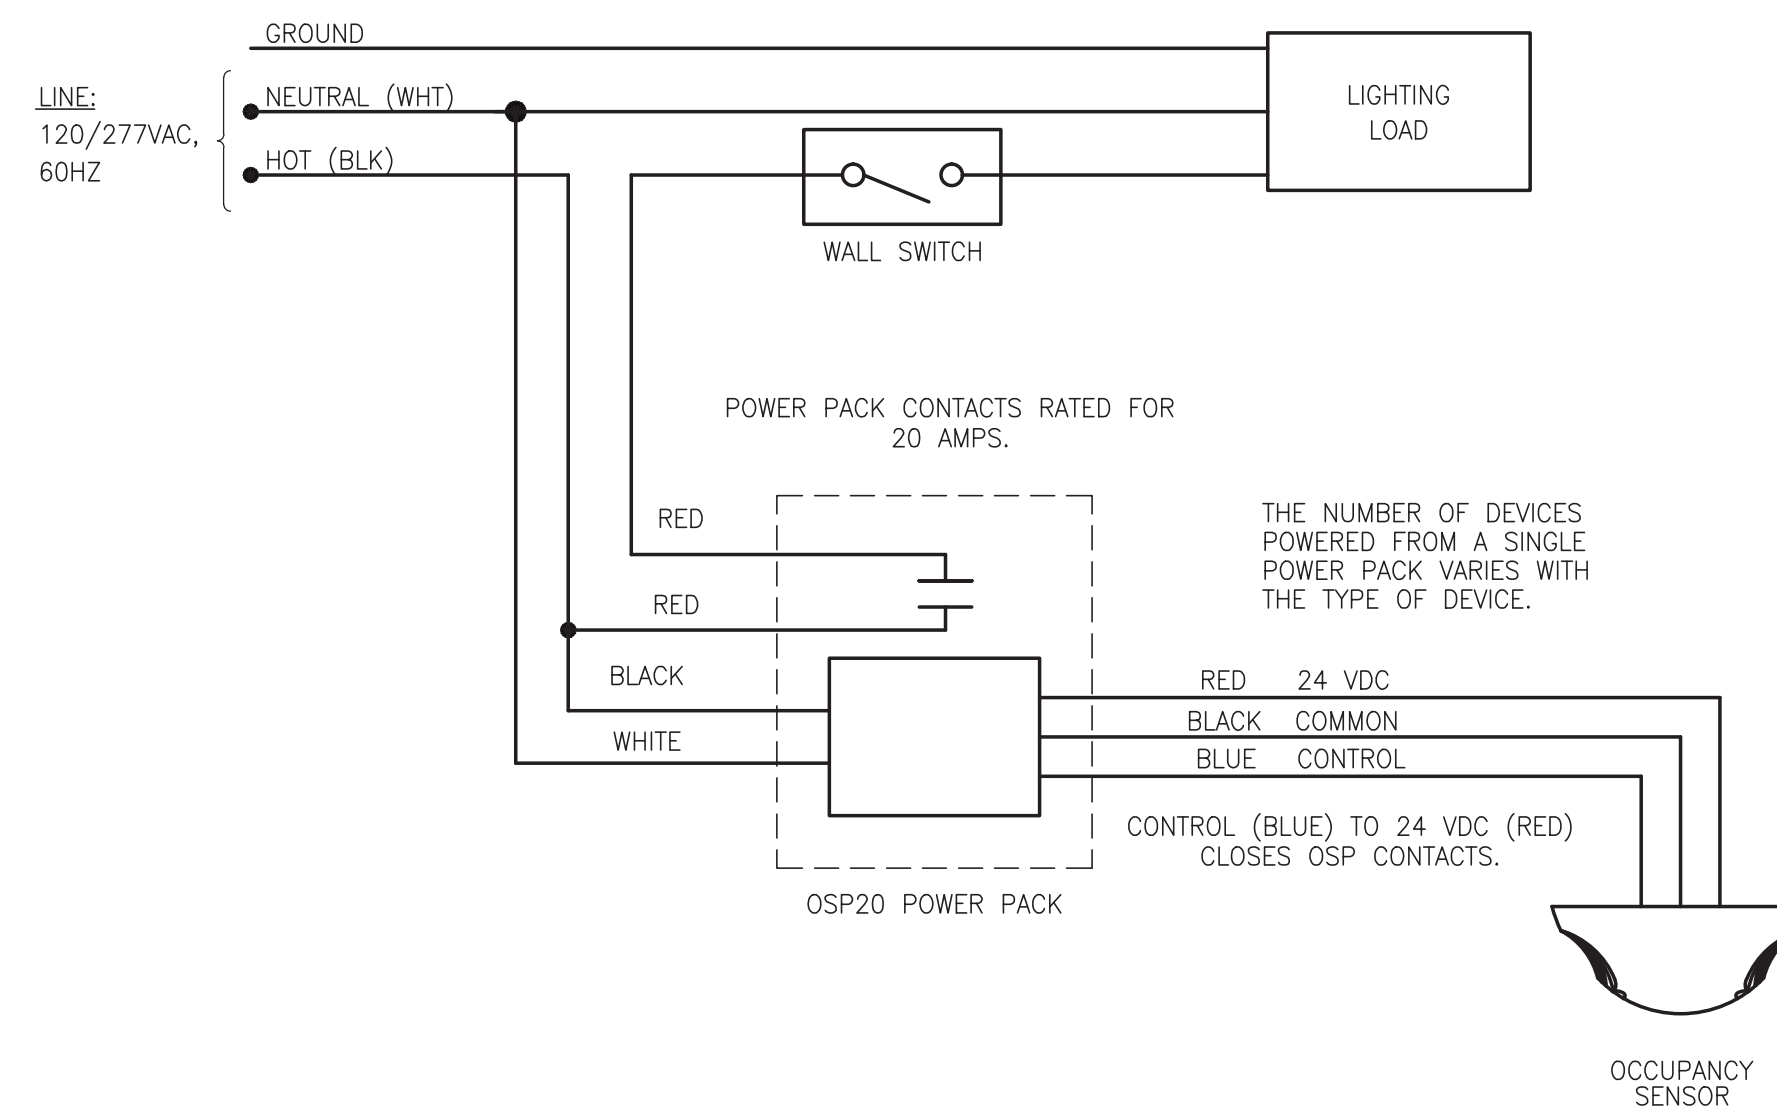 GROUND
LINE:
120/277VAC,
60HZ
NEUTRAL (WHT)
HOT (BLK)
LIGHTING
LOAD
WALL SWITCH
POWER PACK CONTACTS RATED FOR
20 AMPS.
RED
RED
BLACK
WHITE
THE NUMBER OF DEVICES
POWERED FROM A SINGLE
POWER PACK VARIES WITH
THE TYPE OF DEVICE.
RED 24 VDC
BLACK COMMON
BLUE CONTROL
CONTROL (BLUE) TO 24 VDC (RED)
CLOSES OSP CONTACTS.
OSP20 POWER PACK
OCCUPANCY
SENSOR